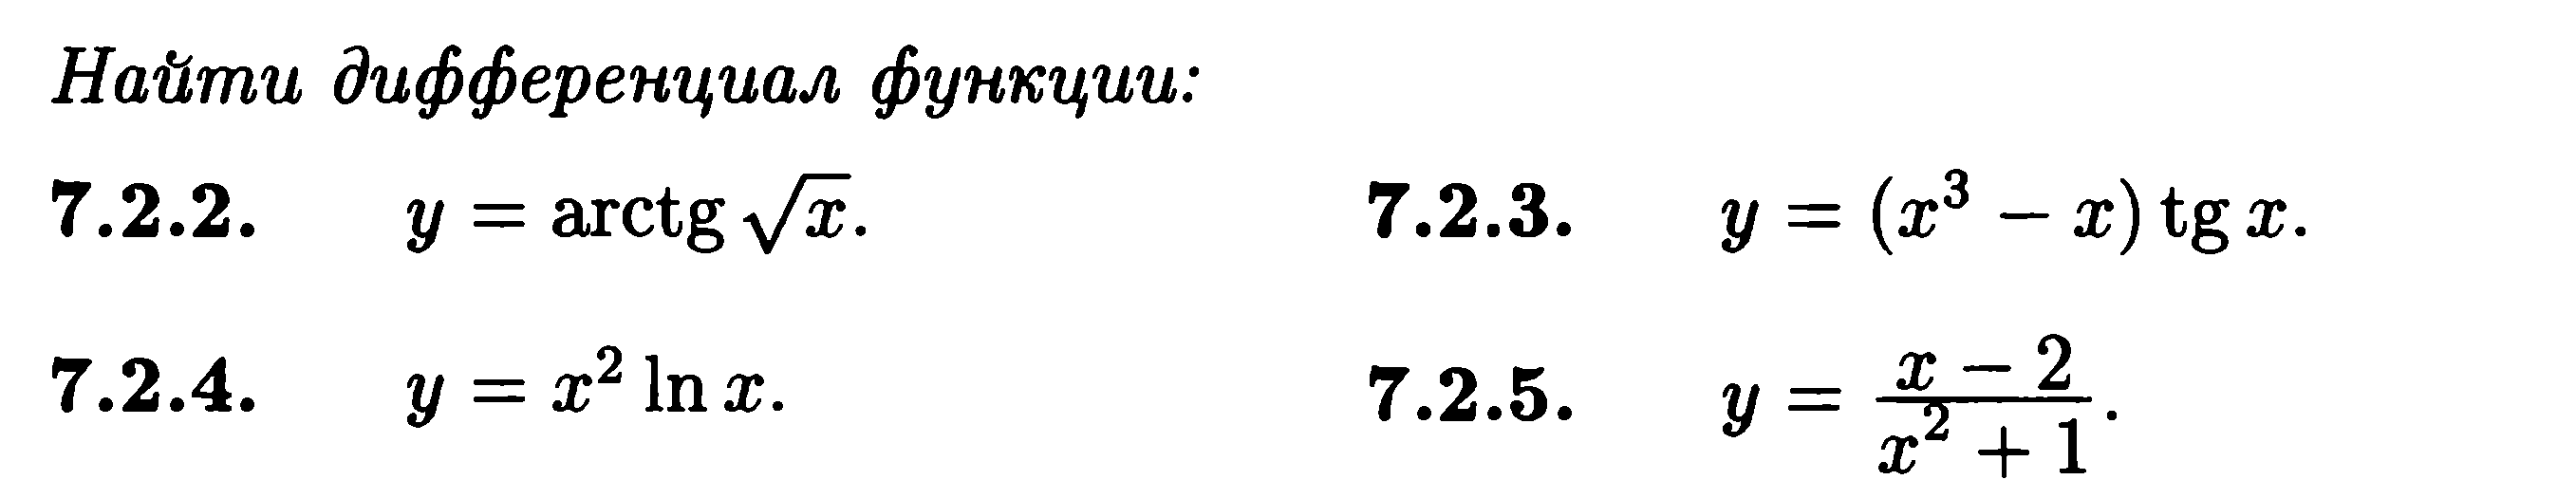 Найти дифференциал функции:
7.2.2. y = arctg √x. 7.2.3. y = (x³ − x) tg x.
7.2.4. y = x² ln x. 7.2.5. y = (x − 2)/(x² + 1).